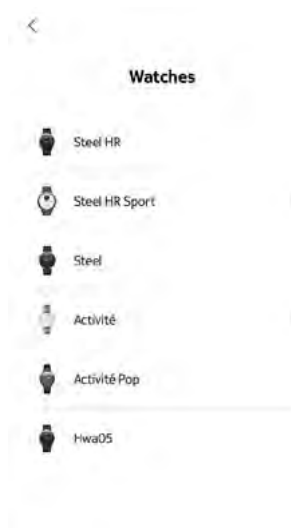 Watches
Steel HR
Steel HR Sport
Steel
Activité
Activité Pop
Hwa05